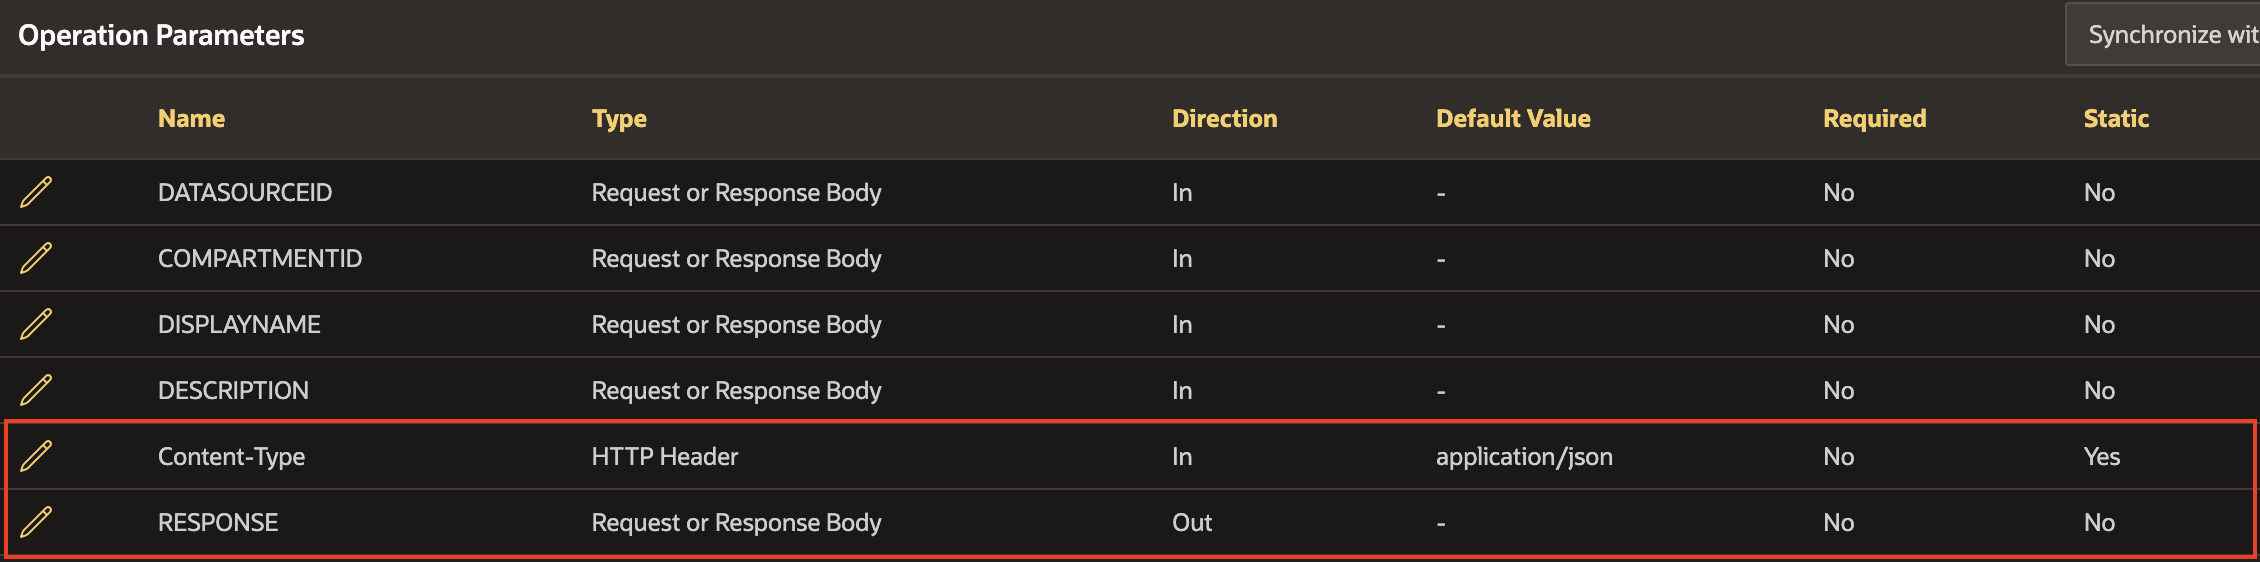 Operation Parameters
Synchronize wit
Name Type Direction Default Value Required Static
DATASOURCEID Request or Response Body In - No No
COMPARTMENTID Request or Response Body In - No No
DISPLAYNAME Request or Response Body In - No No
DESCRIPTION Request or Response Body In - No No
Content-Type HTTP Header In application/json No Yes
RESPONSE Request or Response Body Out - No No